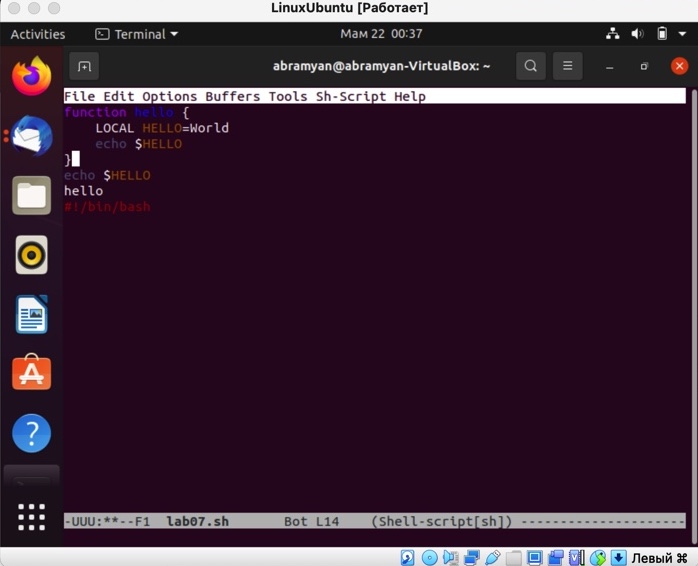 LinuxUbuntu [Работает]
Activities
Terminal
Мам 22 00:37
abramyan@abramyan-VirtualBox: ~
File Edit Options Buffers Tools Sh-Script Help
function hello {
    LOCAL HELLO=World
    echo $HELLO
}
echo $HELLO
hello
#!/bin/bash
-UUU:**--F1 lab07.sh Bot L14 (Shell-script[sh]) ---------------------
Левый ⌘